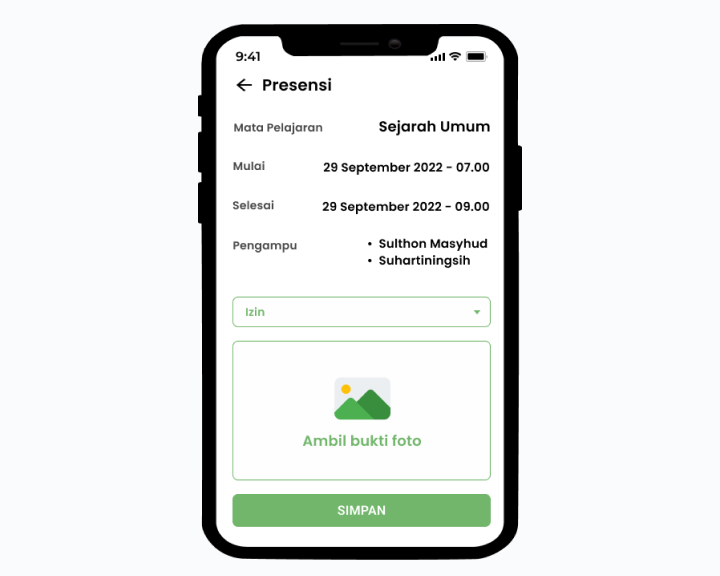 9:41
Presensi
Mata Pelajaran Sejarah Umum
Mulai 29 September 2022 - 07.00
Selesai 29 September 2022 - 09.00
Pengampu • Sulthon Masyhud
• Suhartiningsih
Izin
Ambil bukti foto
SIMPAN